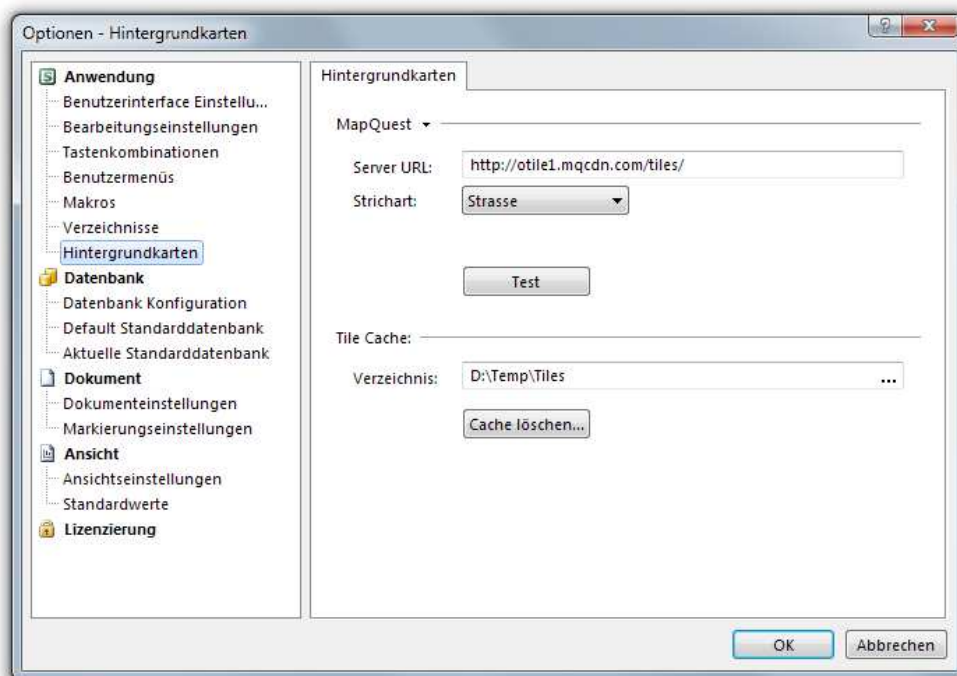 Optionen - Hintergrundkarten
?
Anwendung
Benutzerinterface Einstellu...
Bearbeitungseinstellungen
Tastenkombinationen
Benutzermenüs
Makros
Verzeichnisse
Hintergrundkarten
Datenbank
Datenbank Konfiguration
Default Standarddatenbank
Aktuelle Standarddatenbank
Dokument
Dokumenteinstellungen
Markierungseinstellungen
Ansicht
Ansichtseinstellungen
Standardwerte
Lizenzierung
Hintergrundkarten
MapQuest
Server URL: http://otile1.mqcdn.com/tiles/
Strichart: Strasse
Test
Tile Cache:
Verzeichnis: D:\Temp\Tiles ...
Cache löschen...
OK Abbrechen